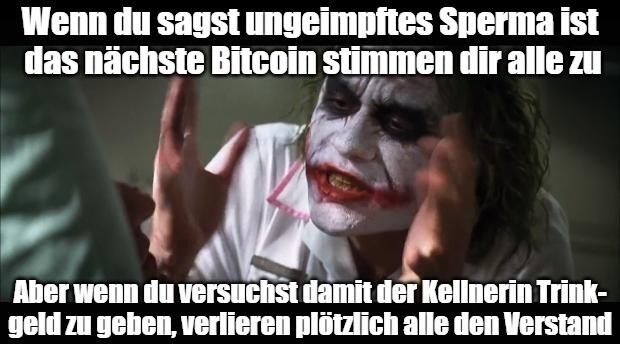 Wenn du sagst ungeimpftes Sperma ist
das nächste Bitcoin stimmen dir alle zu
Aber wenn du versuchst damit der Kellnerin Trink-
geld zu geben, verlieren plötzlich alle den Verstand